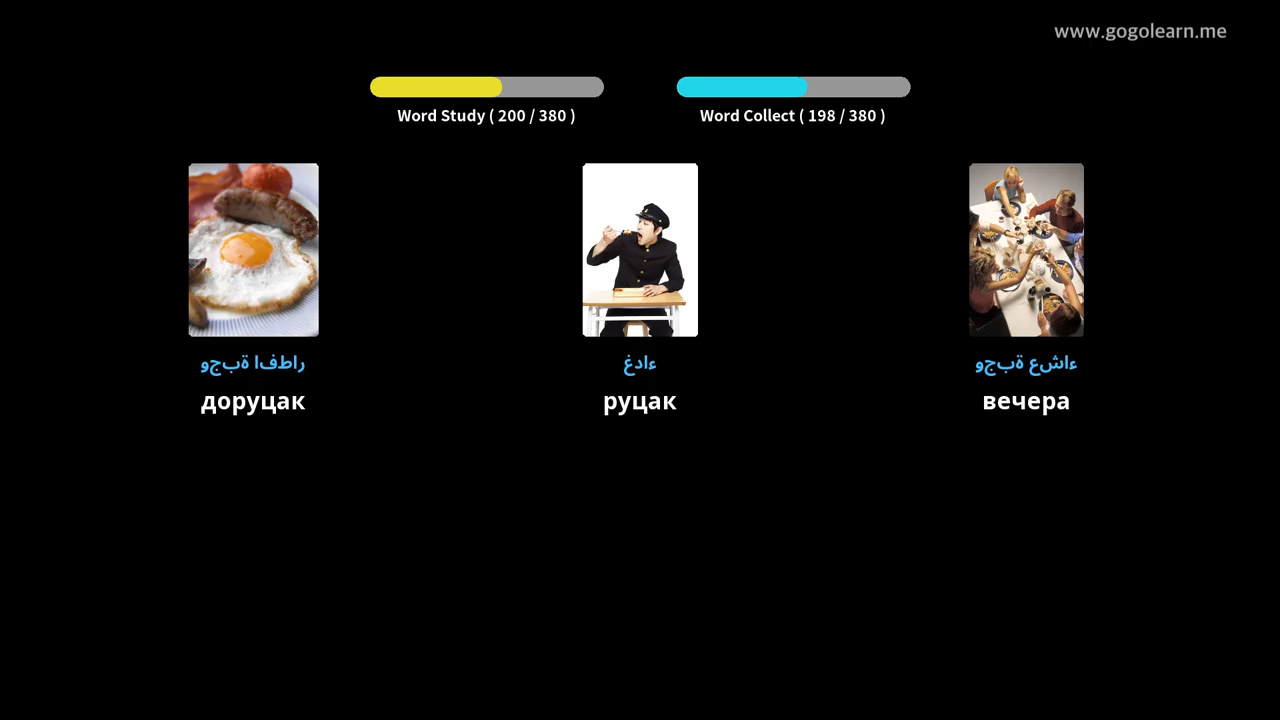 www.gogolearn.me
Word Study ( 200 / 380 )
Word Collect ( 198 / 380 )
راطفا ةبجو
ءادغ
ءاشع ةبجو
доруцак
руцак
вечера